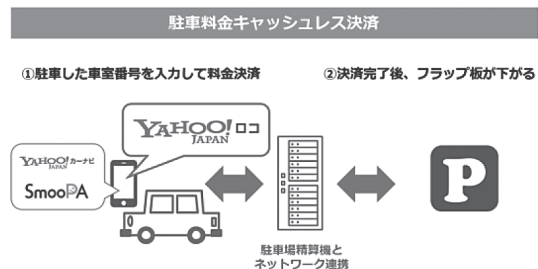 駐車料金キャッシュレス決済
①駐車した車室番号を入力して料金決済
②決済完了後、フラップ板が下がる
YAHOO! ロコ
JAPAN
YAHOO! カーナビ
JAPAN
SmooPA
P
駐車場精算機と
ネットワーク連携